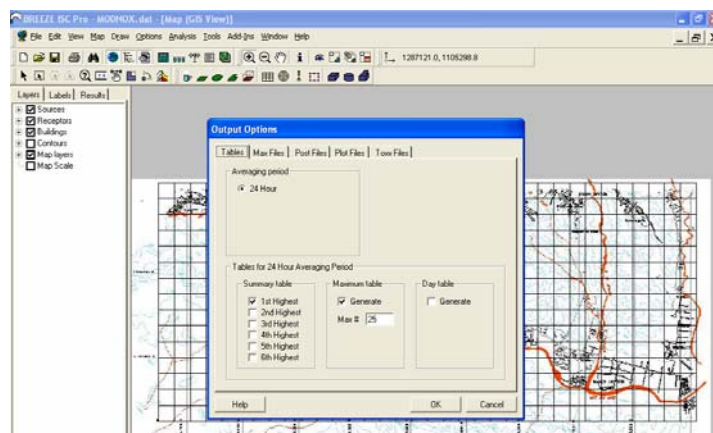 BREEZE ISC Pro - MODNOX.dat - [Map (GIS View)]
File Edit View Map Draw Options Analysis Tools Add-Ins Window Help
1287121.0, 1105298.8
Layers Labels Results
Sources
Receptors
Buildings
Contours
Map layers
Map Scale
Output Options
Tables Max Files Post Files Plot Files Toxx Files
Averaging period
24 Hour
Tables for 24 Hour Averaging Period
Summary table
1st Highest
2nd Highest
3rd Highest
4th Highest
5th Highest
6th Highest
Maximum table
Generate
Max # 25
Day table
Generate
Help OK Cancel